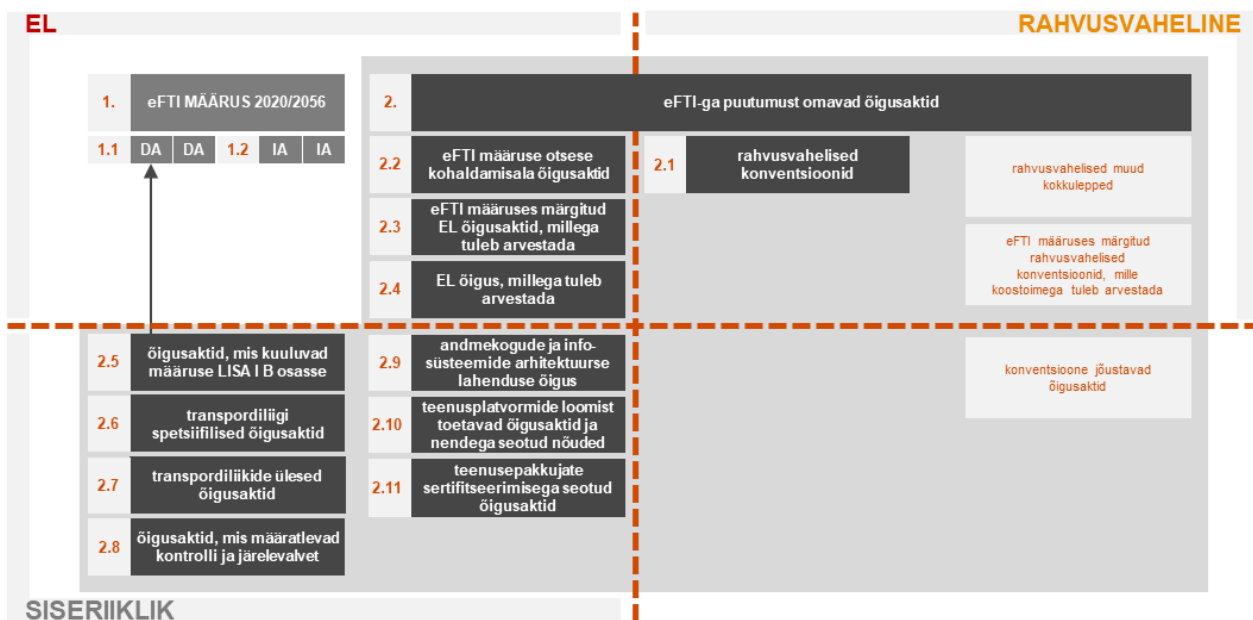 EL
RAHVUSVAHELINE
1. eFTI MÄÄRUS 2020/2056
2. eFTI-ga puutumust omavad õigusaktid
1.1 DA DA 1.2 IA IA
2.2 eFTI määruse otsese
kohaldamisala õigusaktid
2.1 rahvusvahelised
konventsioonid
rahvusvahelised muud
kokkulepped
2.3 eFTI määruses märgitud
EL õigusaktid, millega
tuleb arvestada
eFTI määruses märgitud
rahvusvahelised
konventsioonid, mille
koostoimega tuleb arvestada
2.4 EL õigus, millega tuleb
arvestada
2.5 õigusaktid, mis kuuluvad
määruse LISA I B osasse
2.9 andmekogude ja info-
süsteemide arhitektuurse
lahenduse õigus
konventsioone jõustavad
õigusaktid
2.6 transpordiliigi
spetsiifilised õigusaktid
2.10 teenusplatvormide loomist
toetavad õigusaktid ja
nendega seotud nõuded
2.7 transpordiliikide ülesed
õigusaktid
2.11 teenusepakkujate
sertifitseerimisega seotud
õigusaktid
2.8 õigusaktid, mis määratlevad
kontrolli ja järelevalvet
SISERIIKLIK